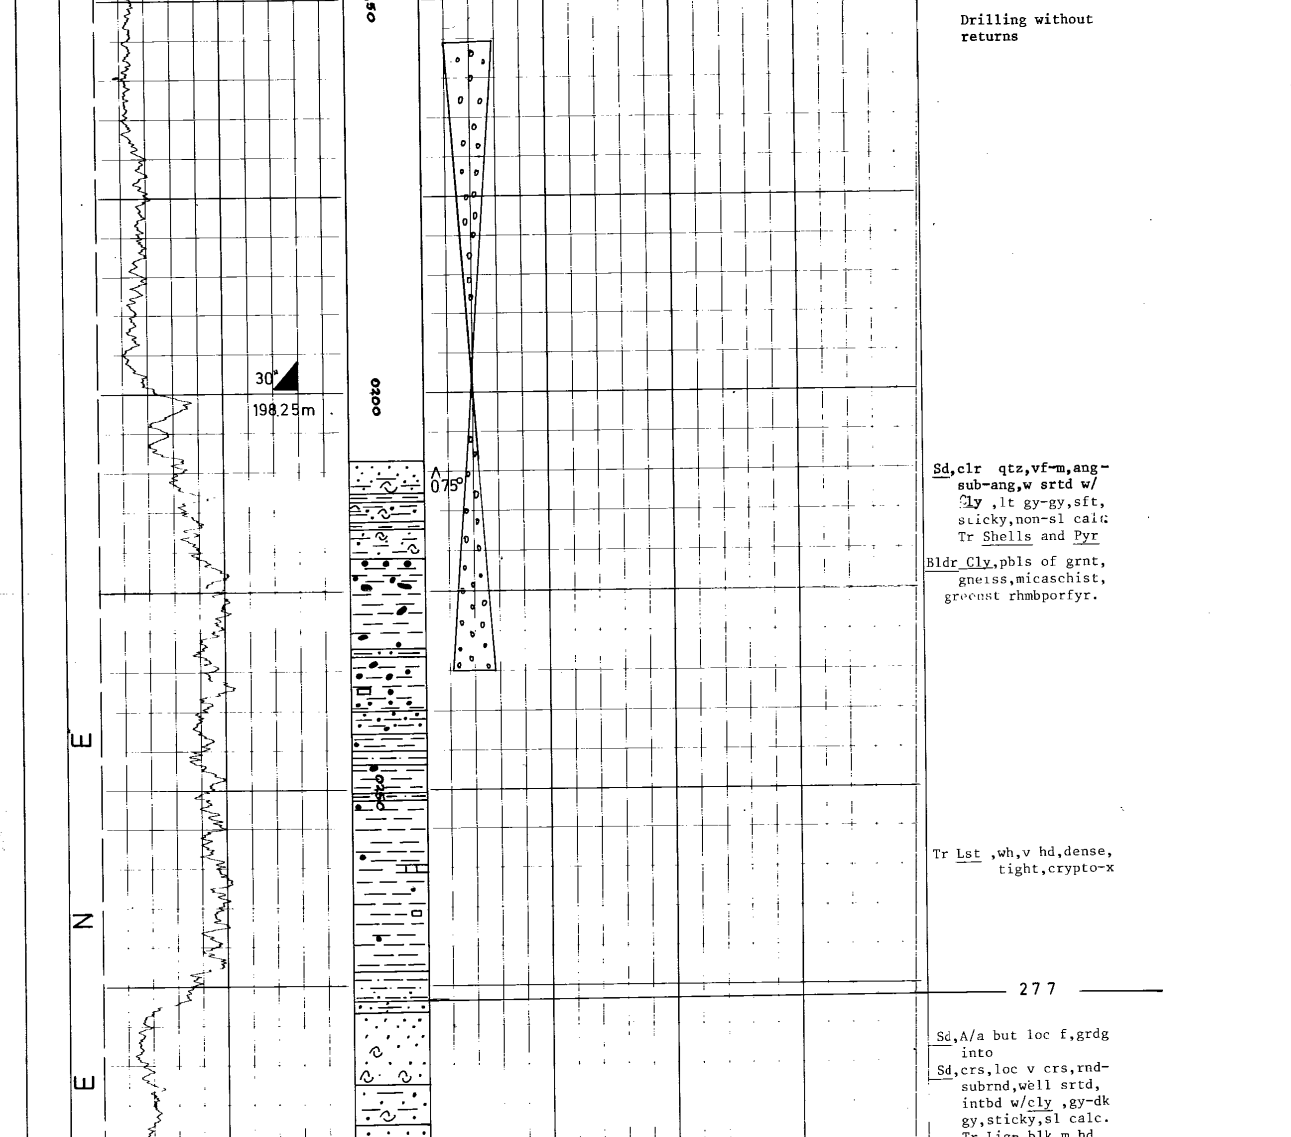 50
Drilling without
returns
30"
198.25m
0200
075°
Sd,clr qtz,vf-m,ang-
sub-ang,w srtd w/
Cly ,lt gy-gy,sft,
sticky,non-sl calc
Tr Shells and Pyr
Bldr Cly,pbls of grnt,
gneiss,micaschist,
greenst rhmbporfyr.
E
0250
Tr Lst ,wh,v hd,dense,
tight,crypto-x
N
277
Sd,A/a but loc f,grdg
into
Sd,crs,loc v crs,rnd-
subrnd,well srtd,
intbd w/cly ,gy-dk
gy,sticky,sl calc.
E